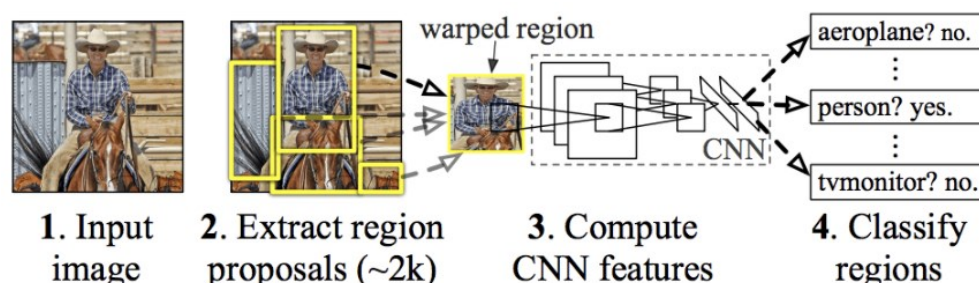 warped region
aeroplane? no.
person? yes.
CNN
tvmonitor? no.
1. Input
image
2. Extract region
proposals (~2k)
3. Compute
CNN features
4. Classify
regions